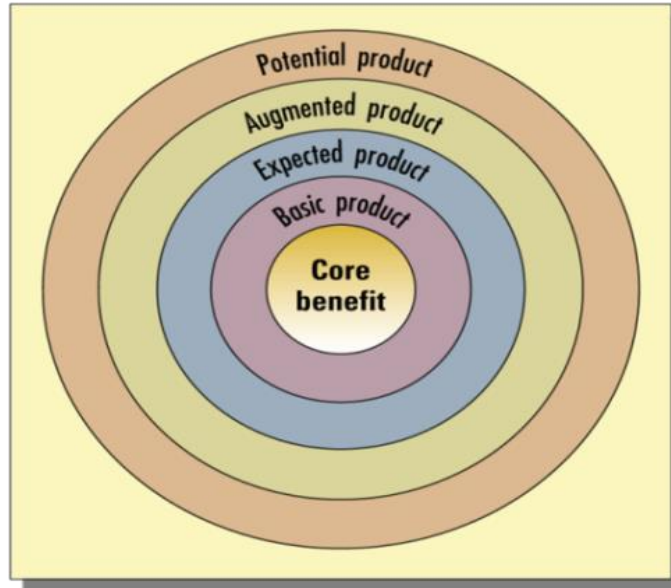 Potential product
Augmented product
Expected product
Basic product
Core
benefit